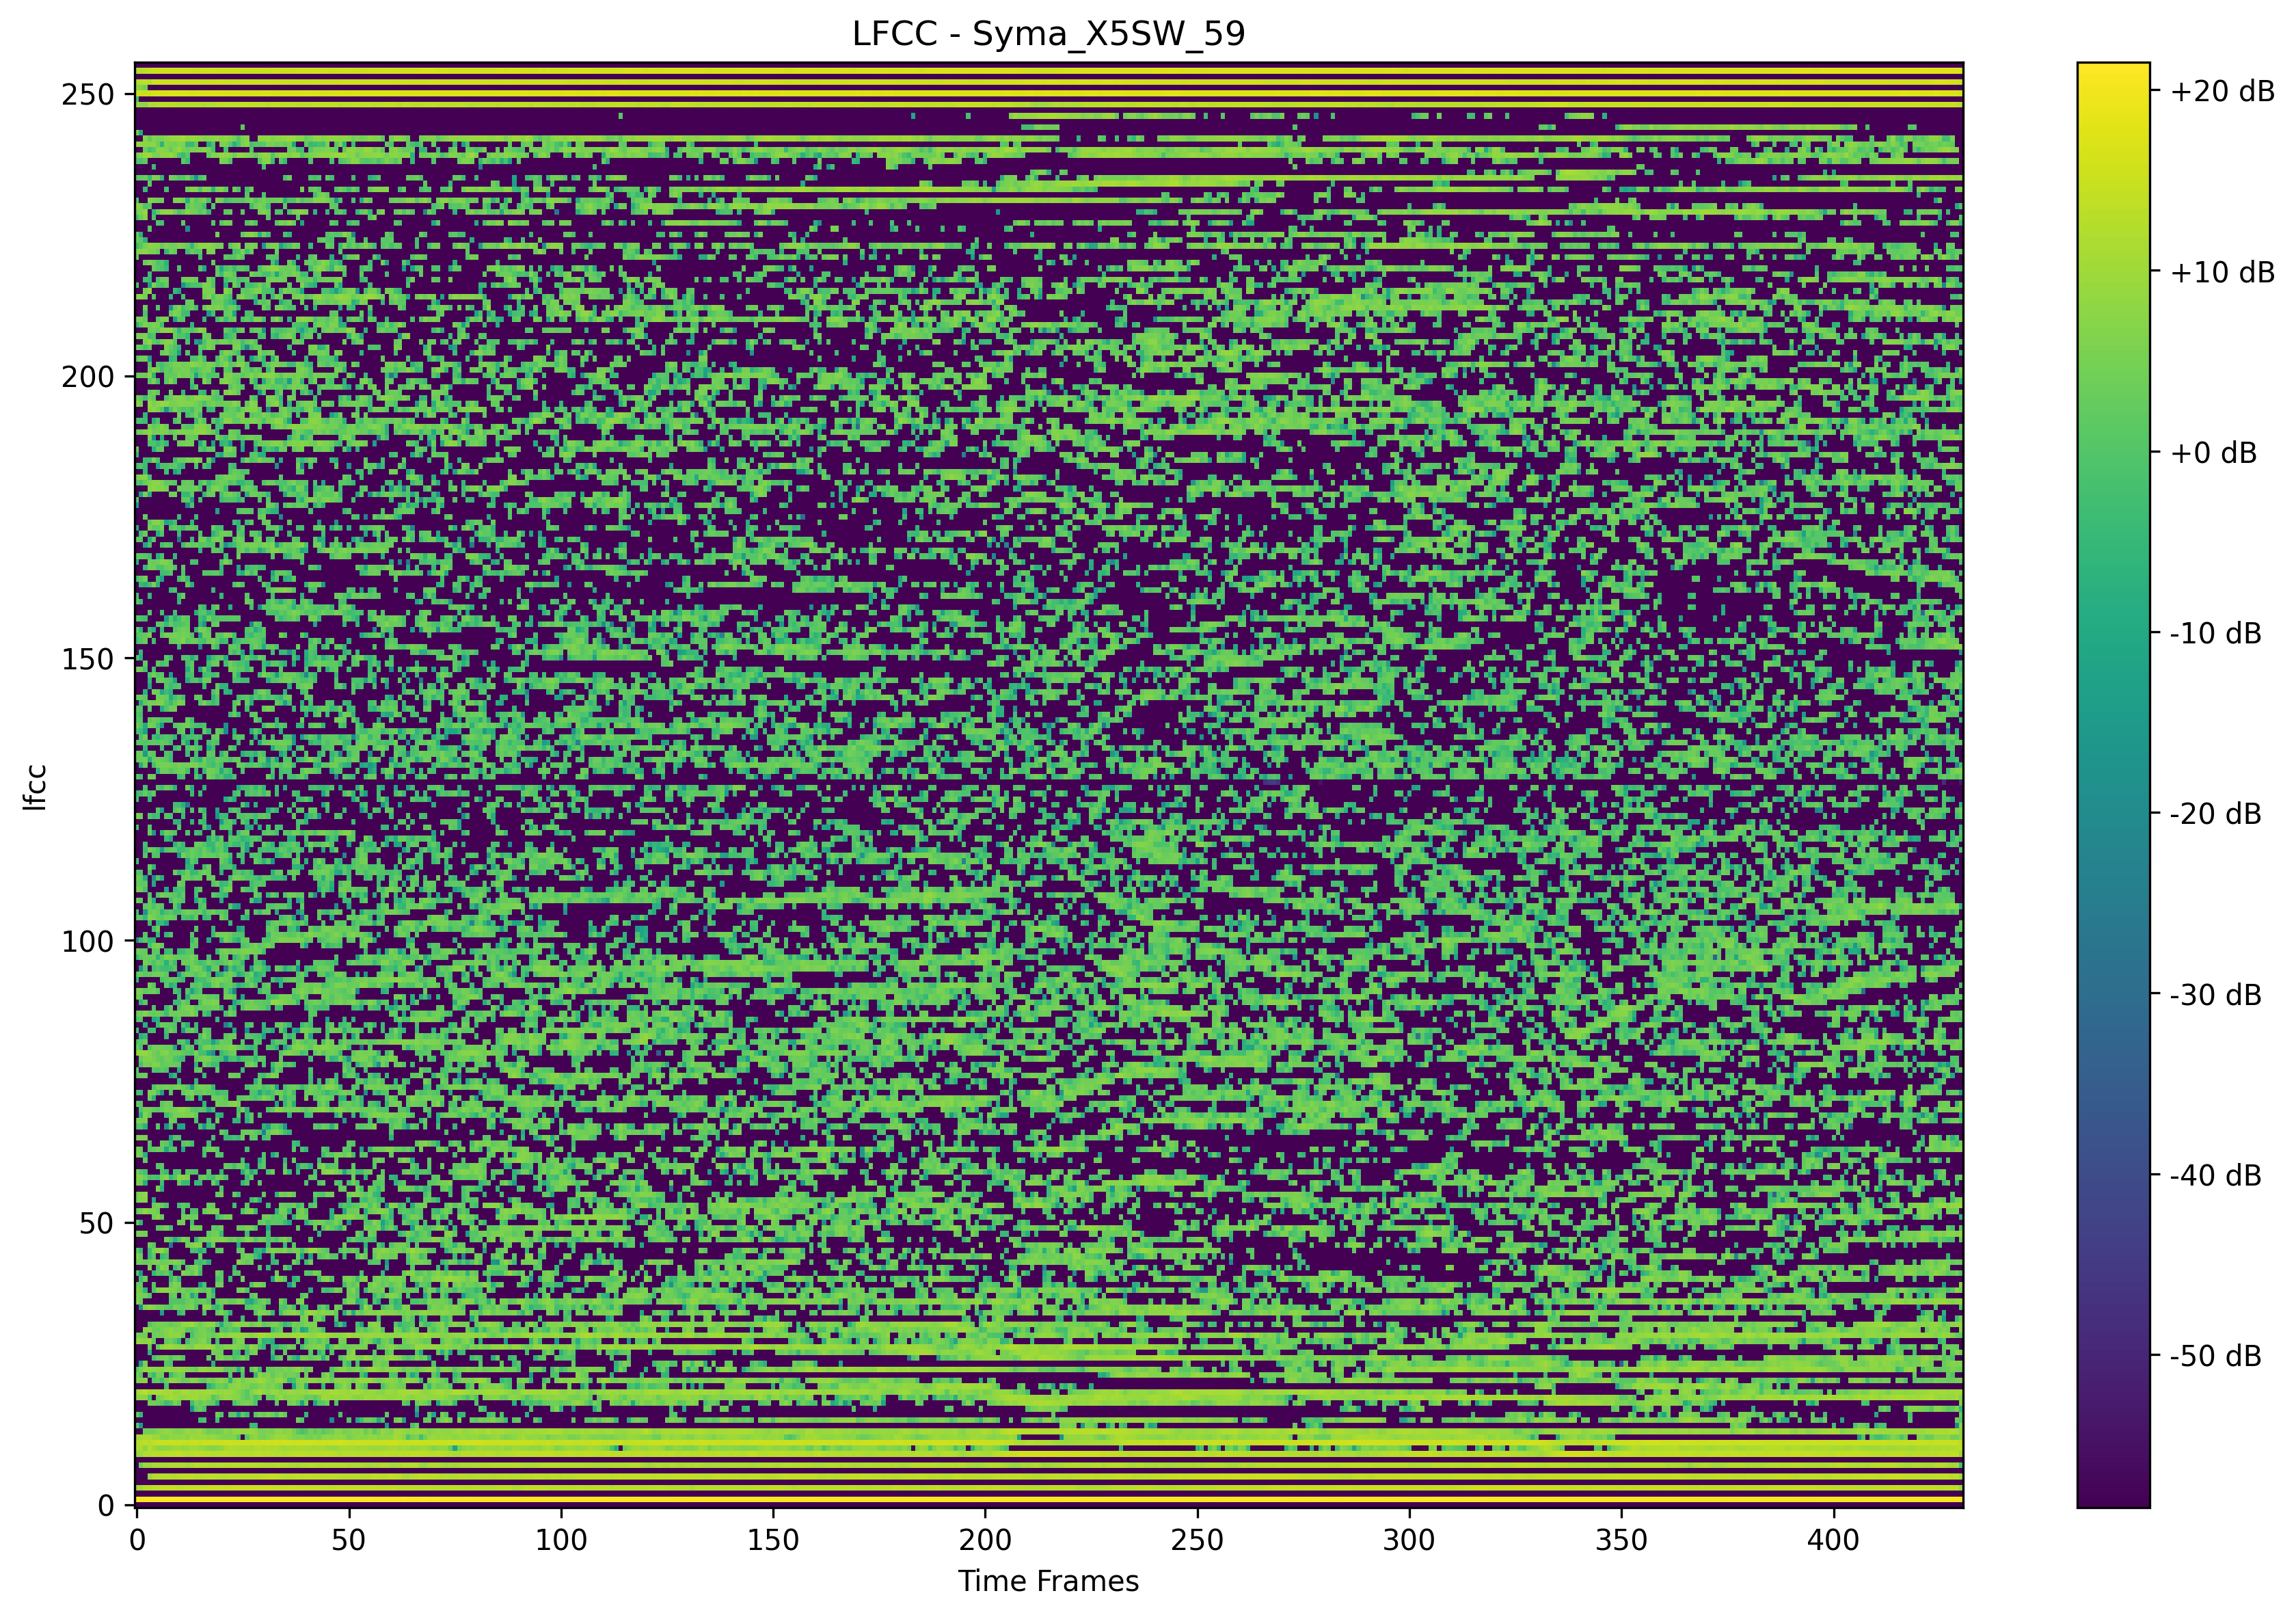 LFCC - Syma_X5SW_59
250
200
150
100
50
0
lfcc
0 50 100 150 200 250 300 350 400
Time Frames
+20 dB
+10 dB
+0 dB
-10 dB
-20 dB
-30 dB
-40 dB
-50 dB